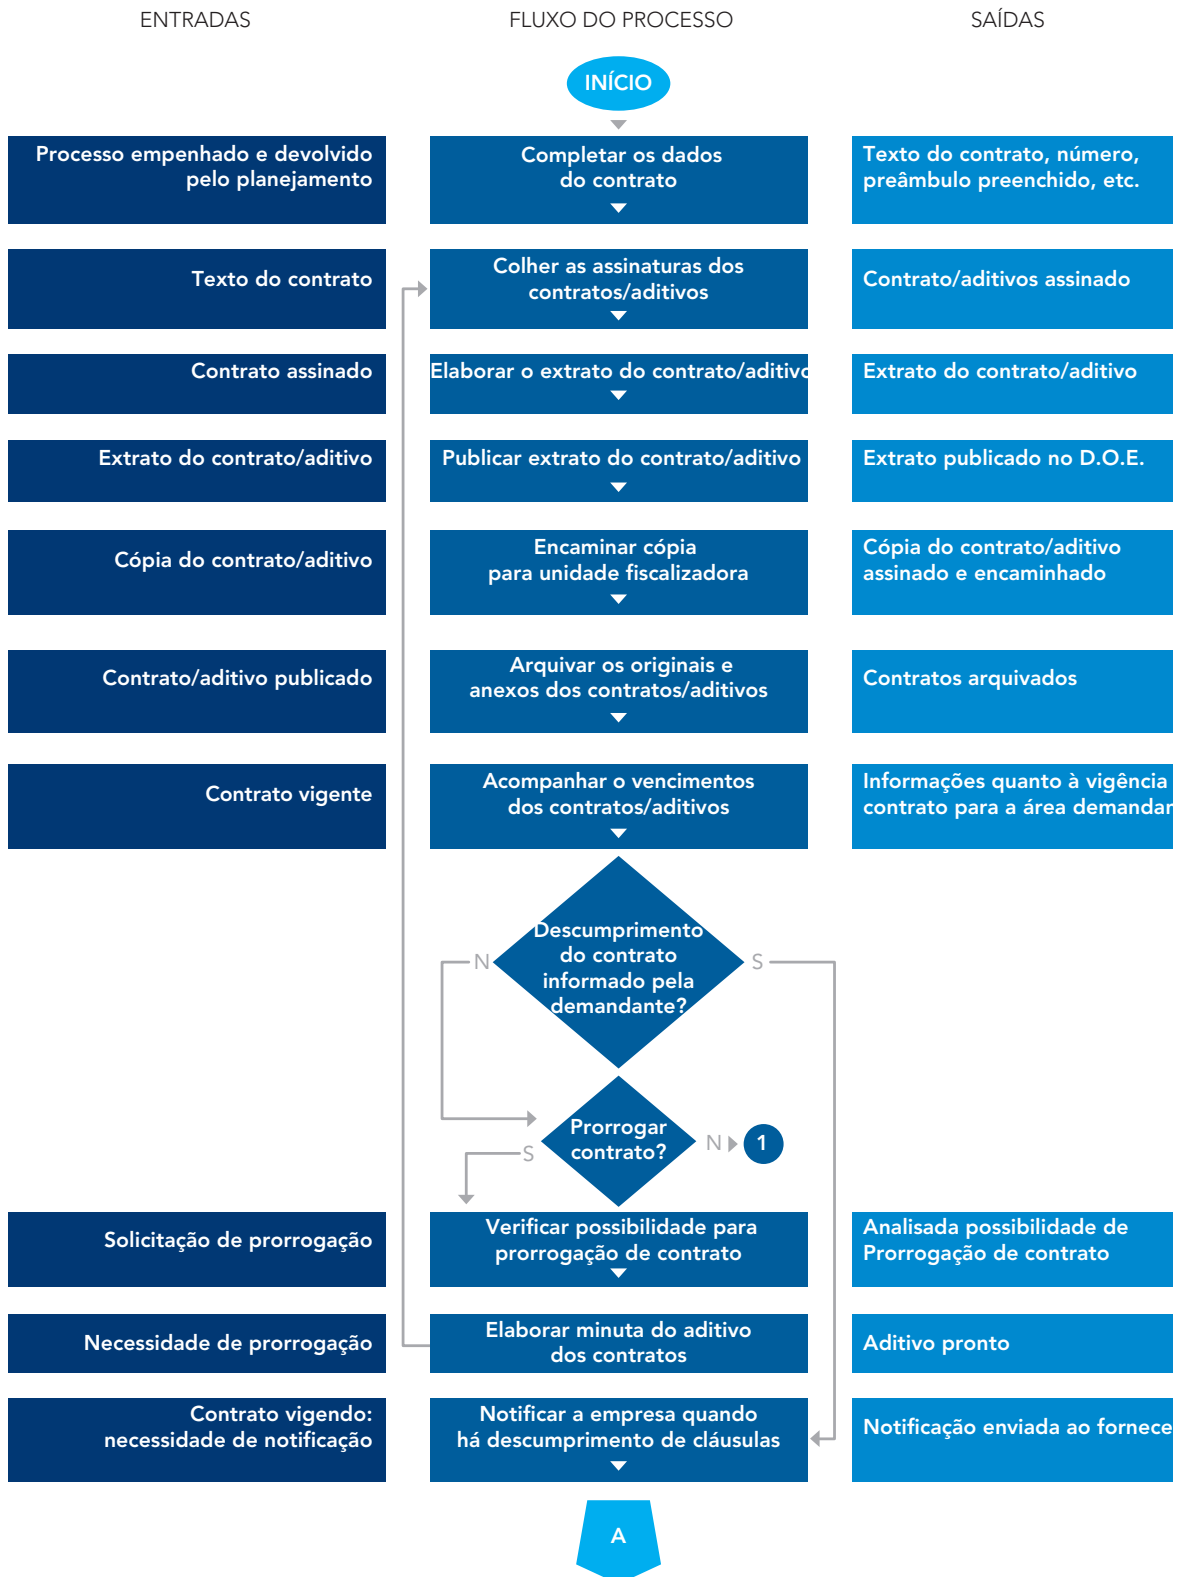 ENTRADAS
FLUXO DO PROCESSO
SAÍDAS
INÍCIO
Processo empenhado e devolvido
pelo planejamento
Completar os dados
do contrato
Texto do contrato, número,
preâmbulo preenchido, etc.
Texto do contrato
Colher as assinaturas dos
contratos/aditivos
Contrato/aditivos assinado
Contrato assinado
Elaborar o extrato do contrato/aditivo
Extrato do contrato/aditivo
Extrato do contrato/aditivo
Publicar extrato do contrato/aditivo
Extrato publicado no D.O.E.
Cópia do contrato/aditivo
Encaminar cópia
para unidade fiscalizadora
Cópia do contrato/aditivo
assinado e encaminhado
Contrato/aditivo publicado
Arquivar os originais e
anexos dos contratos/aditivos
Contratos arquivados
Contrato vigente
Acompanhar o vencimentos
dos contratos/aditivos
Informações quanto à vigência
contrato para a área demandan
Descumprimento
do contrato
informado pela
demandante?
N
S
Prorrogar
contrato?
N
1
S
Solicitação de prorrogação
Verificar possibilidade para
prorrogação de contrato
Analisada possibilidade de
Prorrogação de contrato
Necessidade de prorrogação
Elaborar minuta do aditivo
dos contratos
Aditivo pronto
Contrato vigendo:
necessidade de notificação
Notificar a empresa quando
há descumprimento de cláusulas
Notificação enviada ao fornece
A